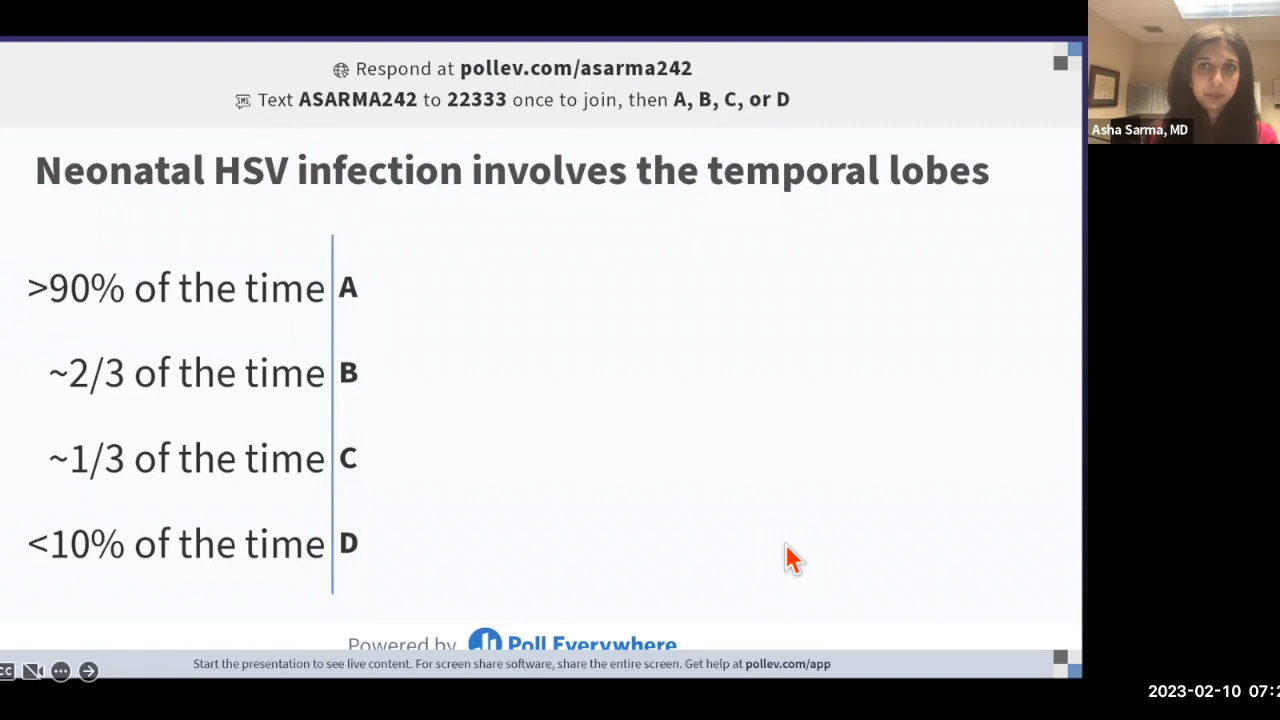 Respond at pollev.com/asarma242
Text ASARMA242 to 22333 once to join, then A, B, C, or D
Asha Sarma, MD
Neonatal HSV infection involves the temporal lobes
>90% of the time A
~2/3 of the time B
~1/3 of the time C
<10% of the time D
Powered by Poll Everywhere
Start the presentation to see live content. For screen share software, share the entire screen. Get help at pollev.com/app
2023-02-10 07:2